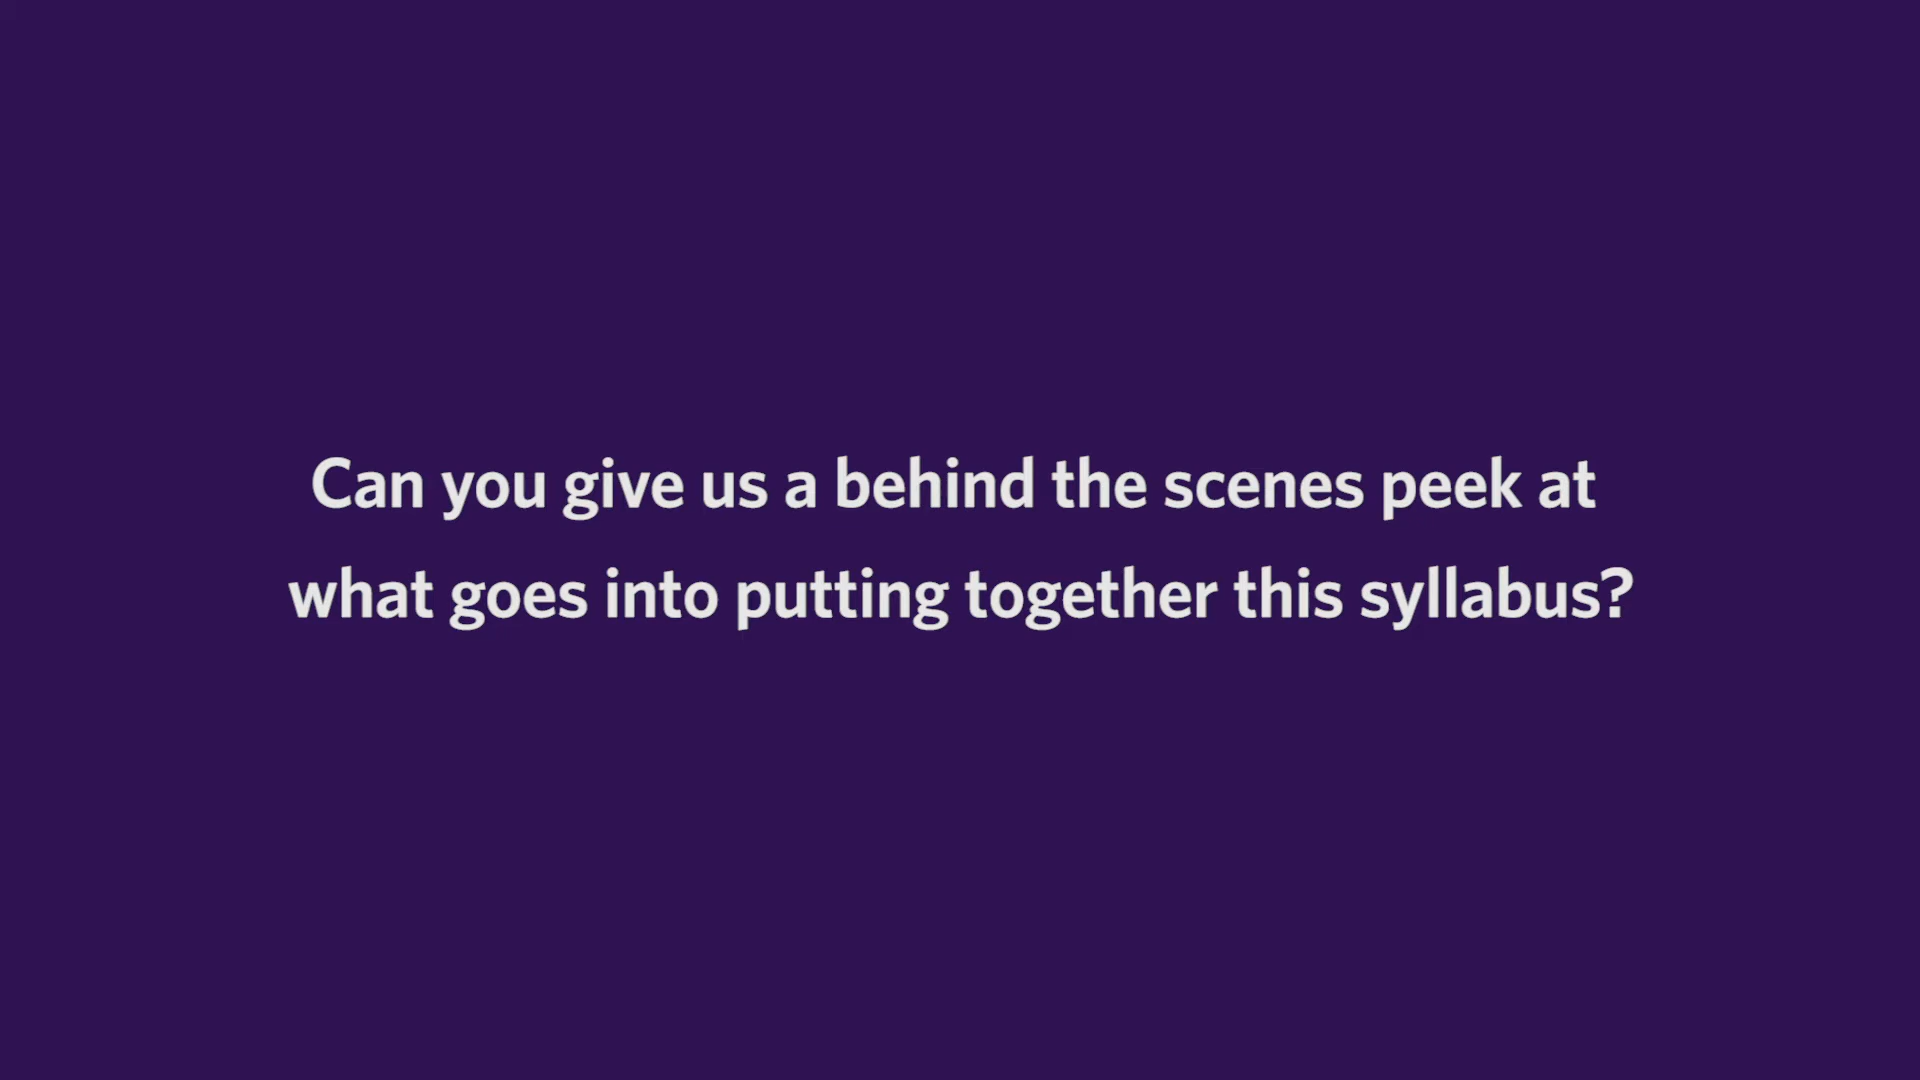 Can you give us a behind the scenes peek at
what goes into putting together this syllabus?